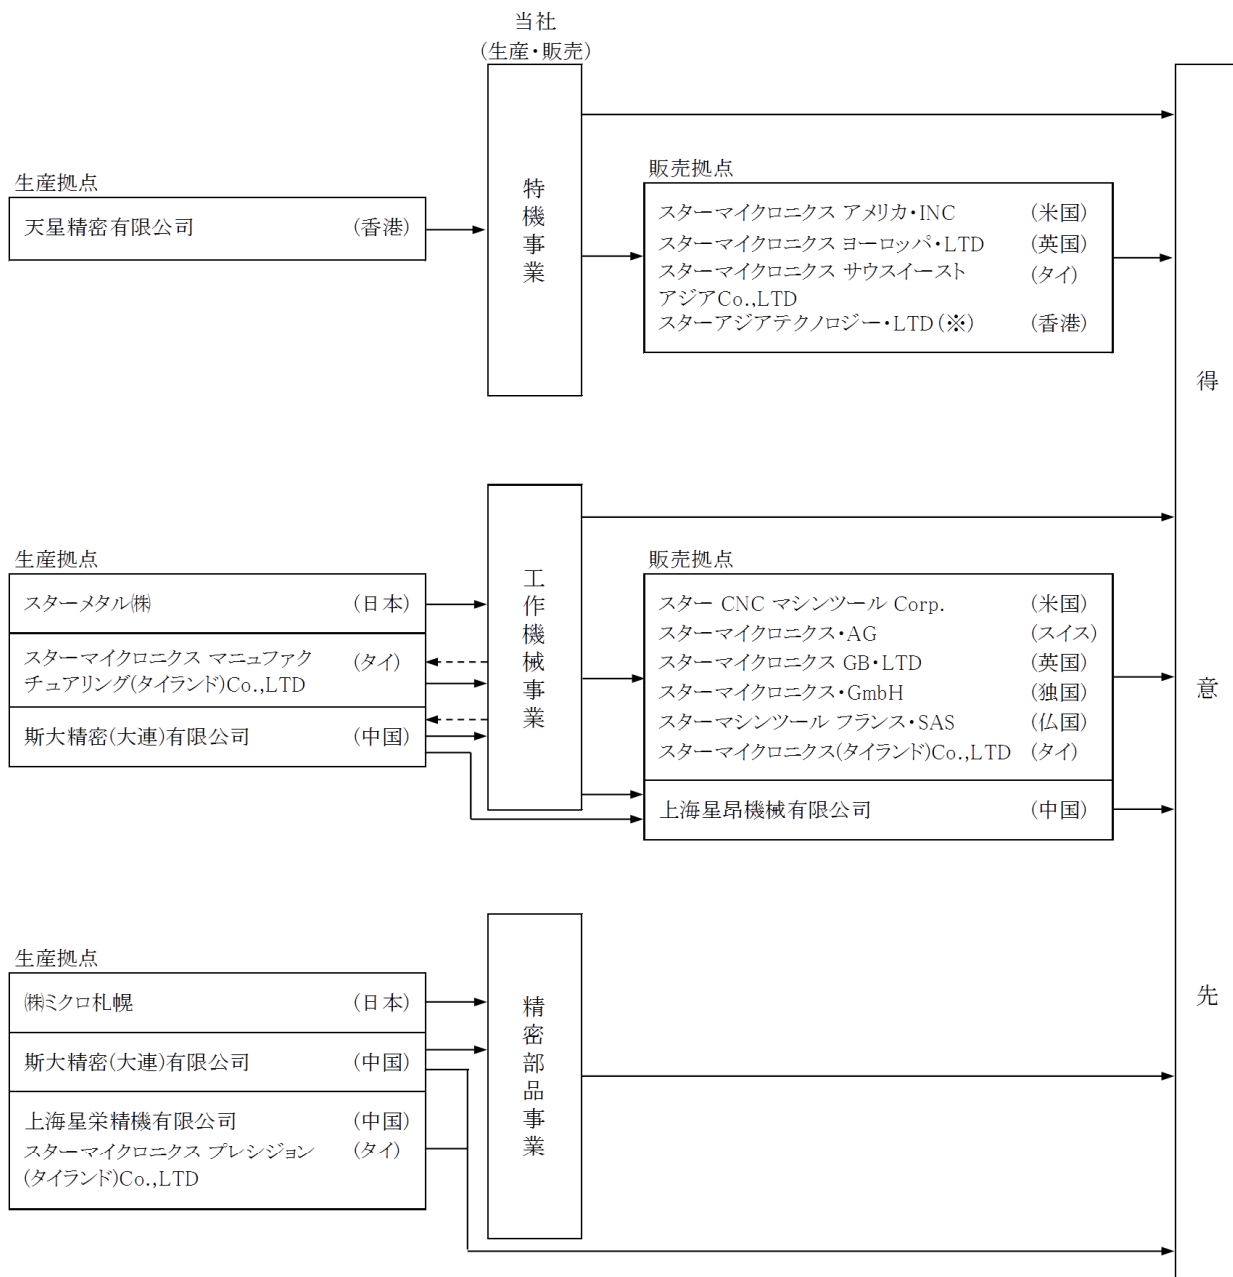 当社
(生産・販売)
特機事業
生産拠点
天星精密有限公司 (香港)
販売拠点
スターマイクロニクス アメリカ・INC (米国)
スターマイクロニクス ヨーロッパ・LTD (英国)
スターマイクロニクス サウスイースト (タイ)
アジアCo.,LTD
スターアジアテクノロジー・LTD(※) (香港)
工作機械事業
生産拠点
スターメタル㈱ (日本)
スターマイクロニクス マニュファク (タイ)
チュアリング(タイランド)Co.,LTD
斯大精密(大連)有限公司 (中国)
販売拠点
スター CNC マシンツール Corp. (米国)
スターマイクロニクス・AG (スイス)
スターマイクロニクス GB・LTD (英国)
スターマイクロニクス・GmbH (独国)
スターマシンツール フランス・SAS (仏国)
スターマイクロニクス(タイランド)Co.,LTD (タイ)
上海星昂機械有限公司 (中国)
精密部品事業
生産拠点
㈱ミクロ札幌 (日本)
斯大精密(大連)有限公司 (中国)
上海星栄精機有限公司 (中国)
スターマイクロニクス プレシジョン (タイ)
(タイランド)Co.,LTD
得意先